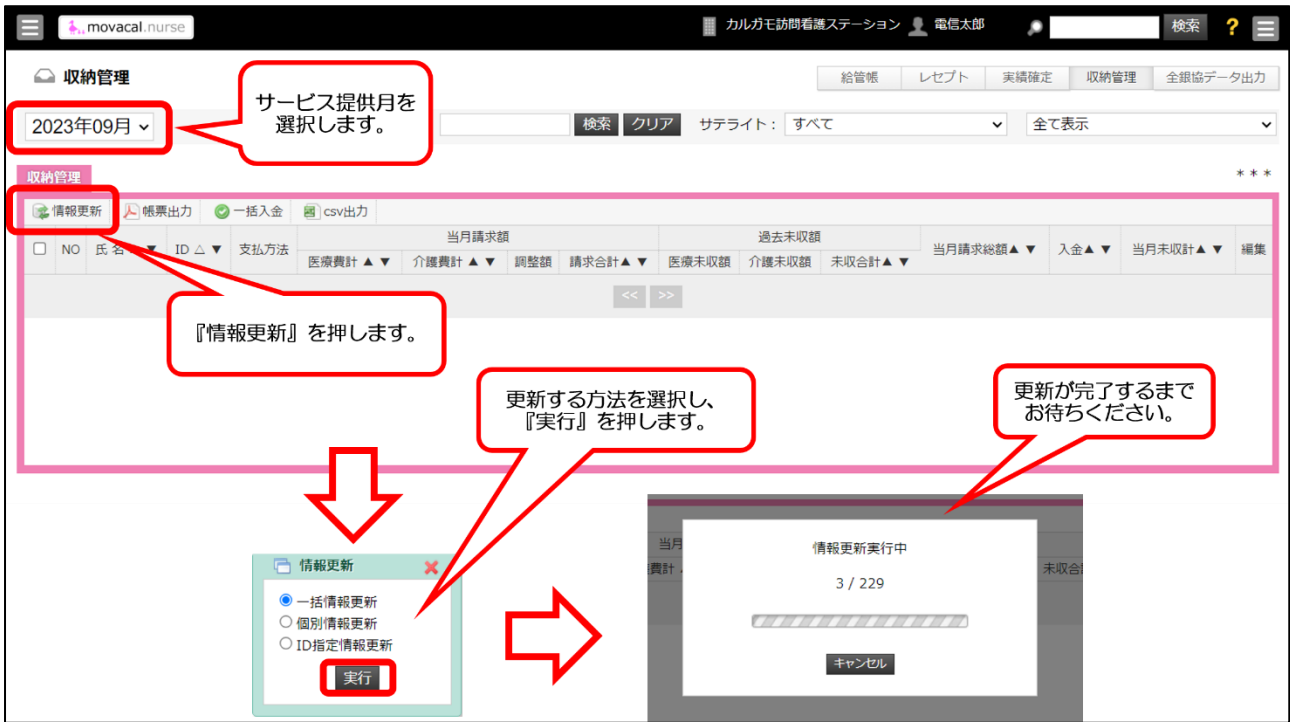 movacal.nurse
カルガモ訪問看護ステーション 電信太郎 検索 ?
収納管理
給管帳 レセプト 実績確定 収納管理 全銀協データ出力
サービス提供月を
選択します。
2023年09月
検索 クリア サテライト： すべて 全て表示
収納管理
* * *
情報更新 帳票出力 一括入金 csv出力
NO 氏 名 ▼ ID △ ▼ 支払方法 当月請求額 過去未収額 当月請求総額▲ ▼ 入金▲ ▼ 当月未収計▲ ▼ 編集
医療費計 ▲ ▼ 介護費計 ▲ ▼ 調整額 請求合計▲ ▼ 医療未収額 介護未収額 未収合計▲ ▼
<< >>
『情報更新』を押します。
更新する方法を選択し、
『実行』を押します。
更新が完了するまで
お待ちください。
情報更新
一括情報更新
個別情報更新
ID指定情報更新
実行
当月
費計
未収合
情報更新実行中
3 / 229
キャンセル